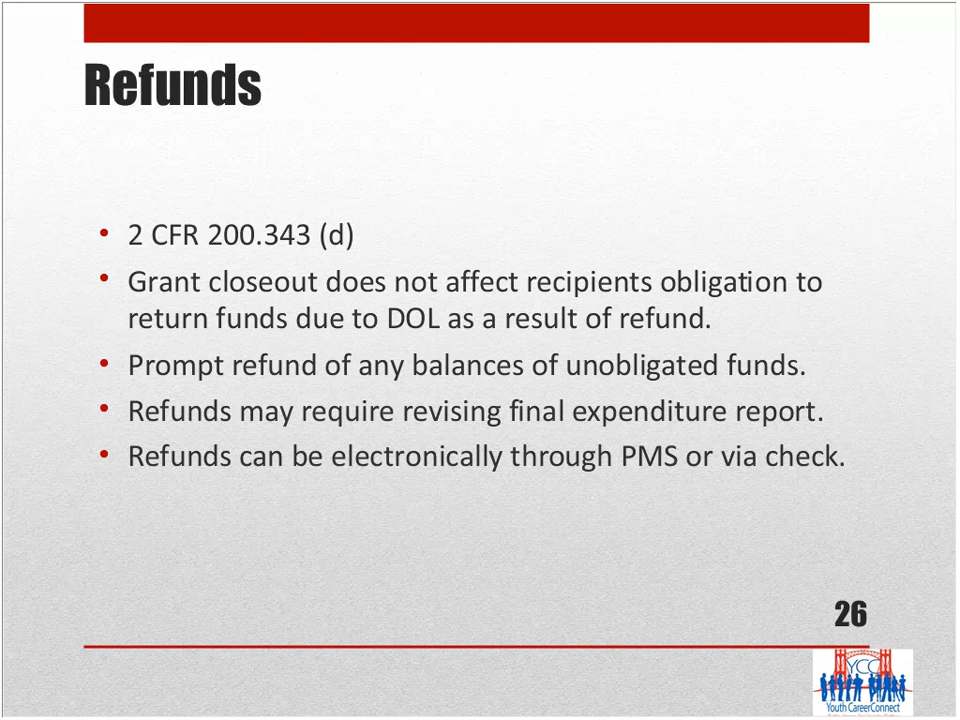 Refunds
• 2 CFR 200.343 (d)
• Grant closeout does not affect recipients obligation to
return funds due to DOL as a result of refund.
• Prompt refund of any balances of unobligated funds.
• Refunds may require revising final expenditure report.
• Refunds can be electronically through PMS or via check.
26
YCC
Youth CareerConnect